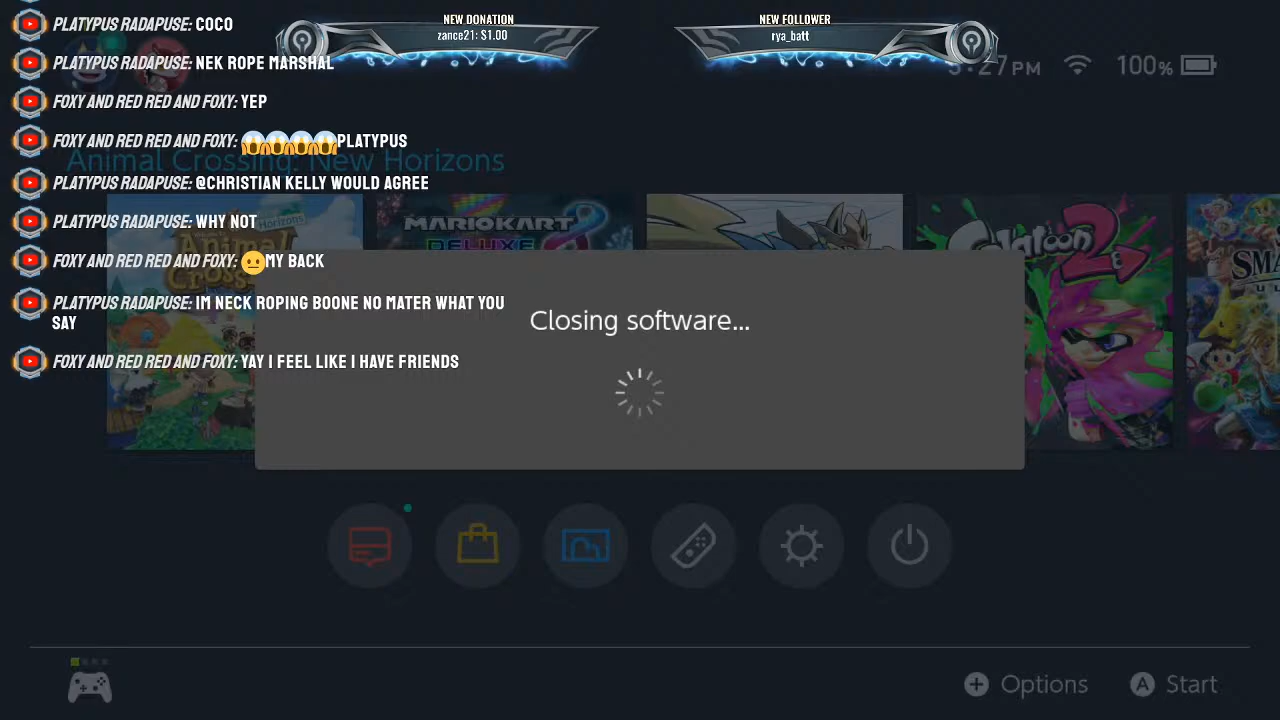 PLATYPUS RADAPUSE: COCO
NEW DONATION
zance21: $1.00
NEW FOLLOWER
rya_batt
PLATYPUS RADAPUSE: NEK ROPE MARSHAL
:27PM
100%
FOXY AND RED RED AND FOXY: YEP
FOXY AND RED RED AND FOXY: 😱😱😱😱PLATYPUS
Animal Crossing: New Horizons
PLATYPUS RADAPUSE: @CHRISTIAN KELLY WOULD AGREE
PLATYPUS RADAPUSE: WHY NOT
FOXY AND RED RED AND FOXY: 😐MY BACK
PLATYPUS RADAPUSE: IM NECK ROPING BOONE NO MATER WHAT YOU
SAY
FOXY AND RED RED AND FOXY: YAY I FEEL LIKE I HAVE FRIENDS
Horizons
Animal
MARIOKART
DELUXE 8
Splatoon 2
Closing software...
Options
Start